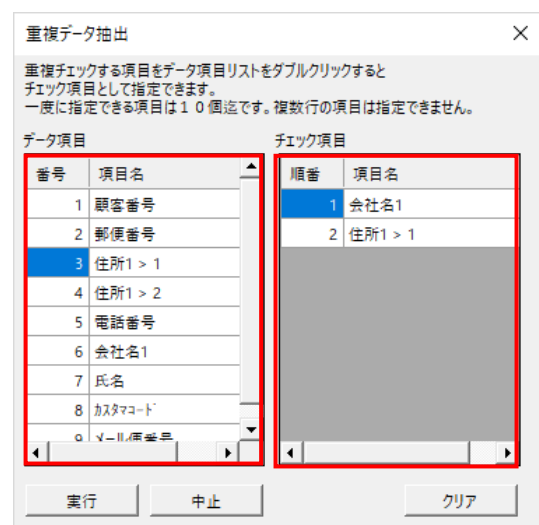 重複データ抽出
重複チェックする項目をデータ項目リストをダブルクリックすると
チェック項目として指定できます。
一度に指定できる項目は１０個迄です。複数行の項目は指定できません。
データ項目
チェック項目
番号 項目名
1 顧客番号
2 郵便番号
3 住所1 > 1
4 住所1 > 2
5 電話番号
6 会社名1
7 氏名
8 ｶｽﾀﾏｺｰﾄﾞ
9 メール便番号
順番 項目名
1 会社名1
2 住所1 > 1
実行
中止
クリア